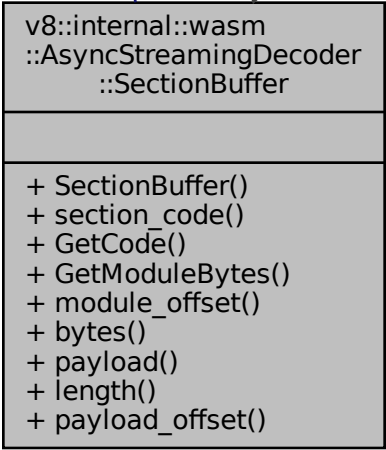 v8::internal::wasm
::AsyncStreamingDecoder
::SectionBuffer
+ SectionBuffer()
+ section_code()
+ GetCode()
+ GetModuleBytes()
+ module_offset()
+ bytes()
+ payload()
+ length()
+ payload_offset()